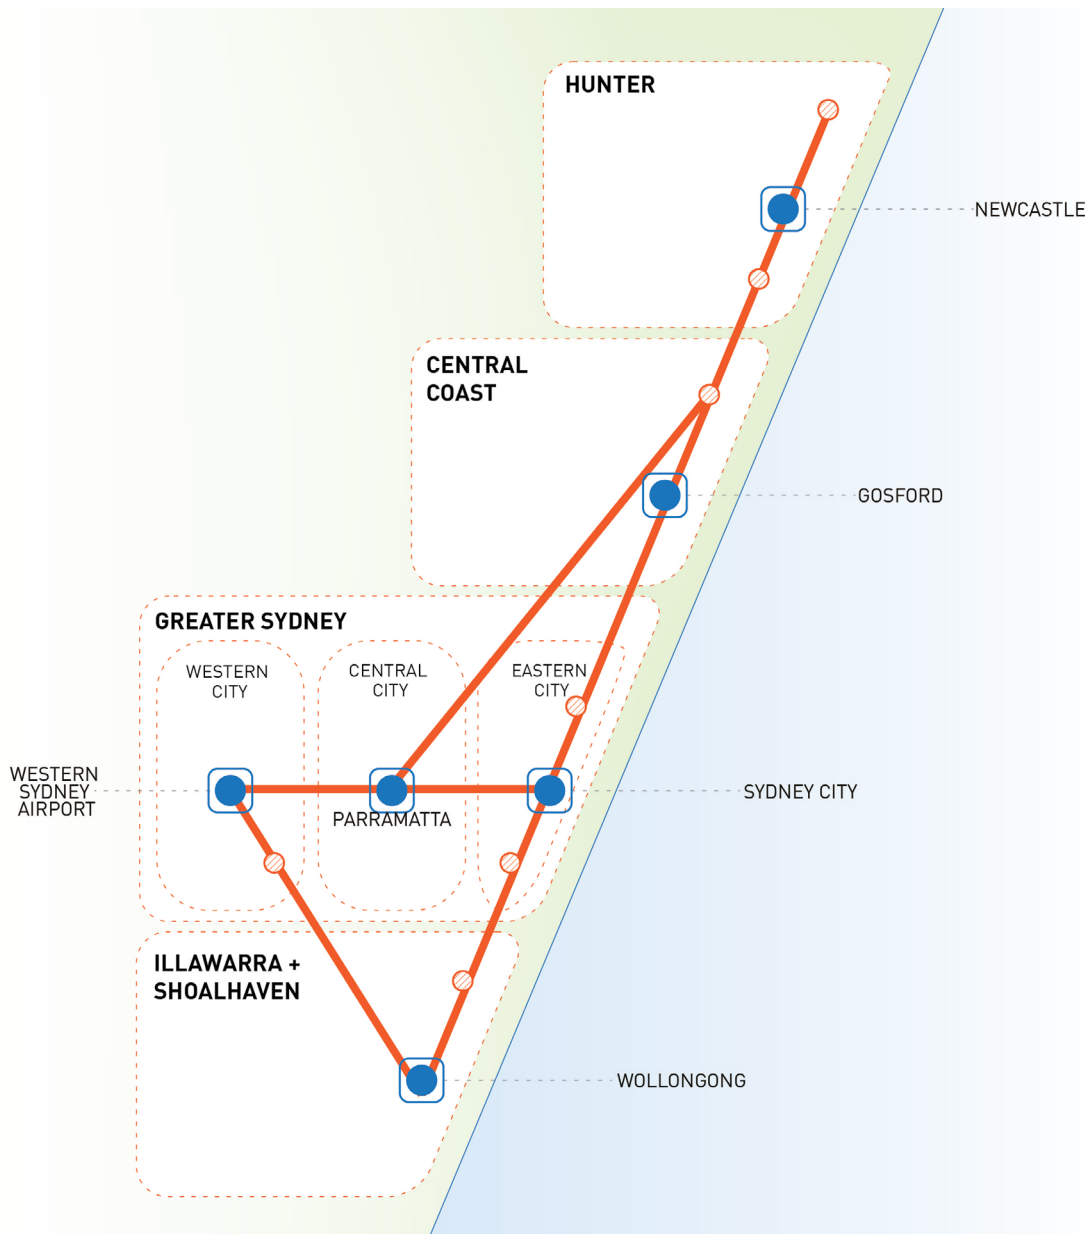 HUNTER
NEWCASTLE
CENTRAL
COAST
GOSFORD
GREATER SYDNEY
WESTERN
CITY
CENTRAL
CITY
EASTERN
CITY
WESTERN
SYDNEY
AIRPORT
PARRAMATTA
SYDNEY CITY
ILLAWARRA +
SHOALHAVEN
WOLLONGONG